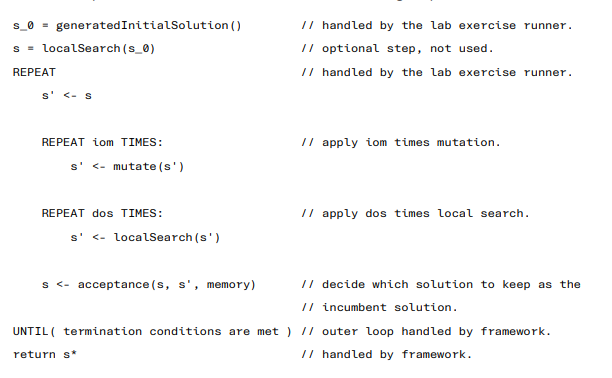 s_0 = generatedInitialSolution() // handled by the lab exercise runner.
s = localSearch(s_0) // optional step, not used.
REPEAT // handled by the lab exercise runner.
s' <- s
REPEAT iom TIMES: // apply iom times mutation.
s' <- mutate(s')
REPEAT dos TIMES: // apply dos times local search.
s' <- localSearch(s')
s <- acceptance(s, s', memory) // decide which solution to keep as the
// incumbent solution.
UNTIL( termination conditions are met ) // outer loop handled by framework.
return s* // handled by framework.